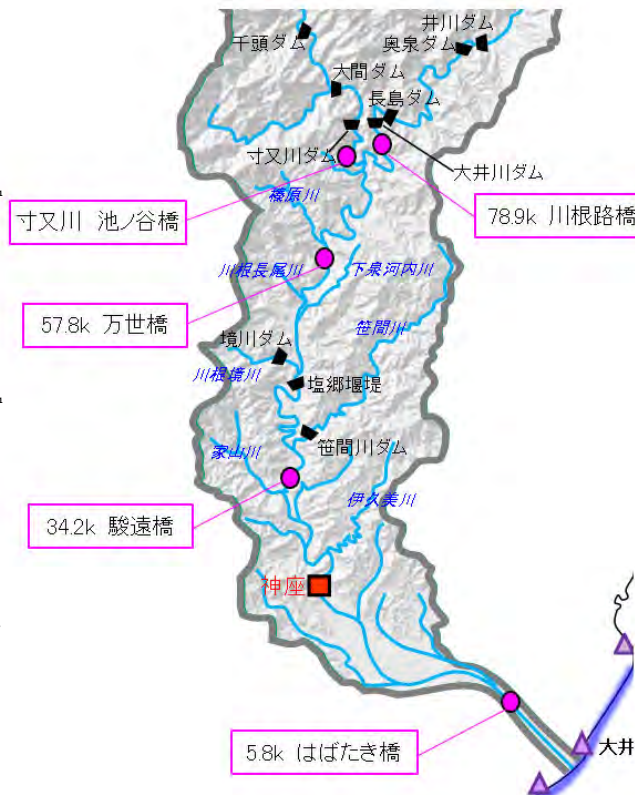 井川ダム
奥泉ダム
千頭ダム
大間ダム
長島ダム
寸又川ダム
大井川ダム
榛原川
寸又川 池ノ谷橋
78.9k 川根路橋
川根長尾川
下泉河内川
57.8k 万世橋
笹間川
境川ダム
川根境川
塩郷堰堤
笹間川ダム
家山川
伊久美川
34.2k 駿遠橋
神座
5.8k はばたき橋
大井